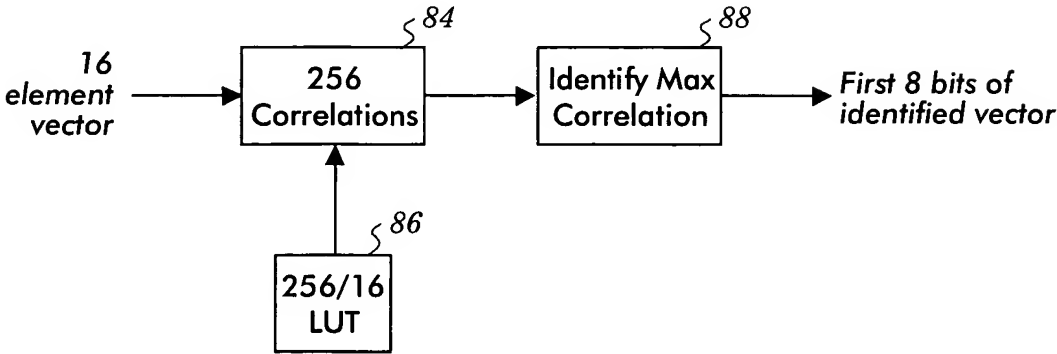 84
88
16
element
vector
256
Correlations
Identify Max
Correlation
First 8 bits of
identified vector
86
256/16
LUT